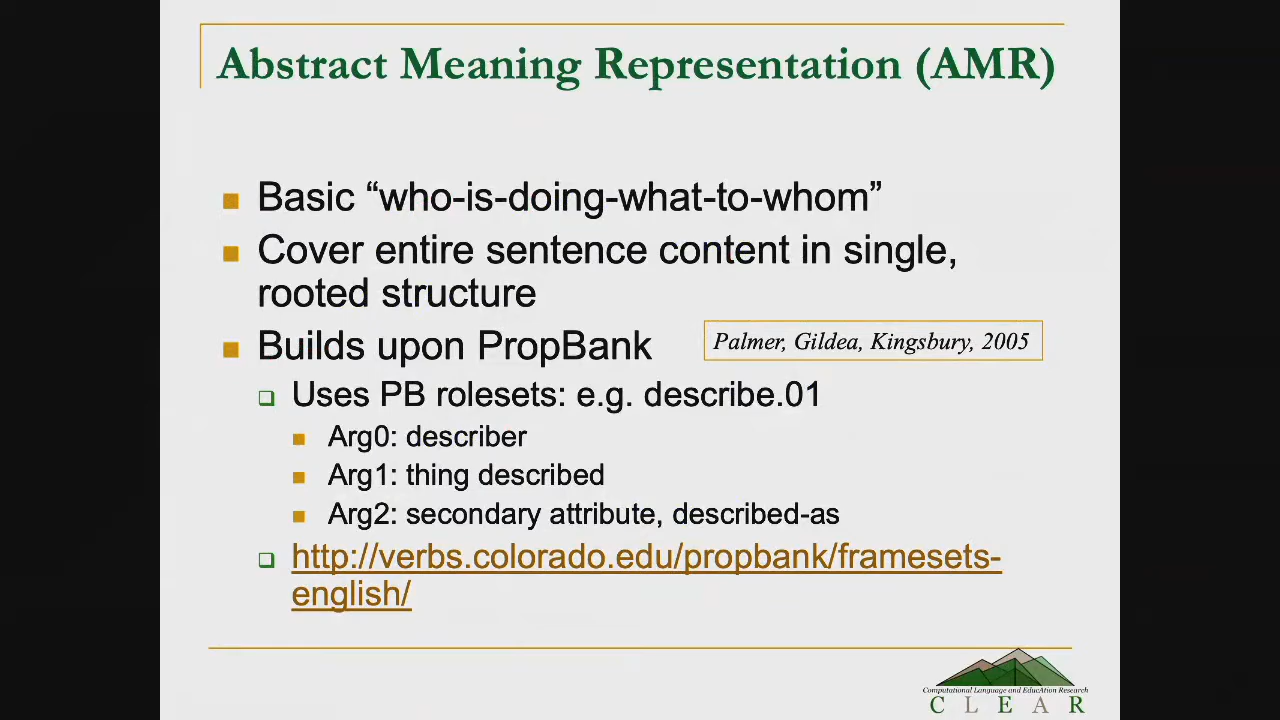 Abstract Meaning Representation (AMR)
Basic “who-is-doing-what-to-whom”
Cover entire sentence content in single,
rooted structure
Builds upon PropBank
Palmer, Gildea, Kingsbury, 2005
Uses PB rolesets: e.g. describe.01
Arg0: describer
Arg1: thing described
Arg2: secondary attribute, described-as
http://verbs.colorado.edu/propbank/framesets-
english/
Computational Language and EducAtion Research
C L E A R